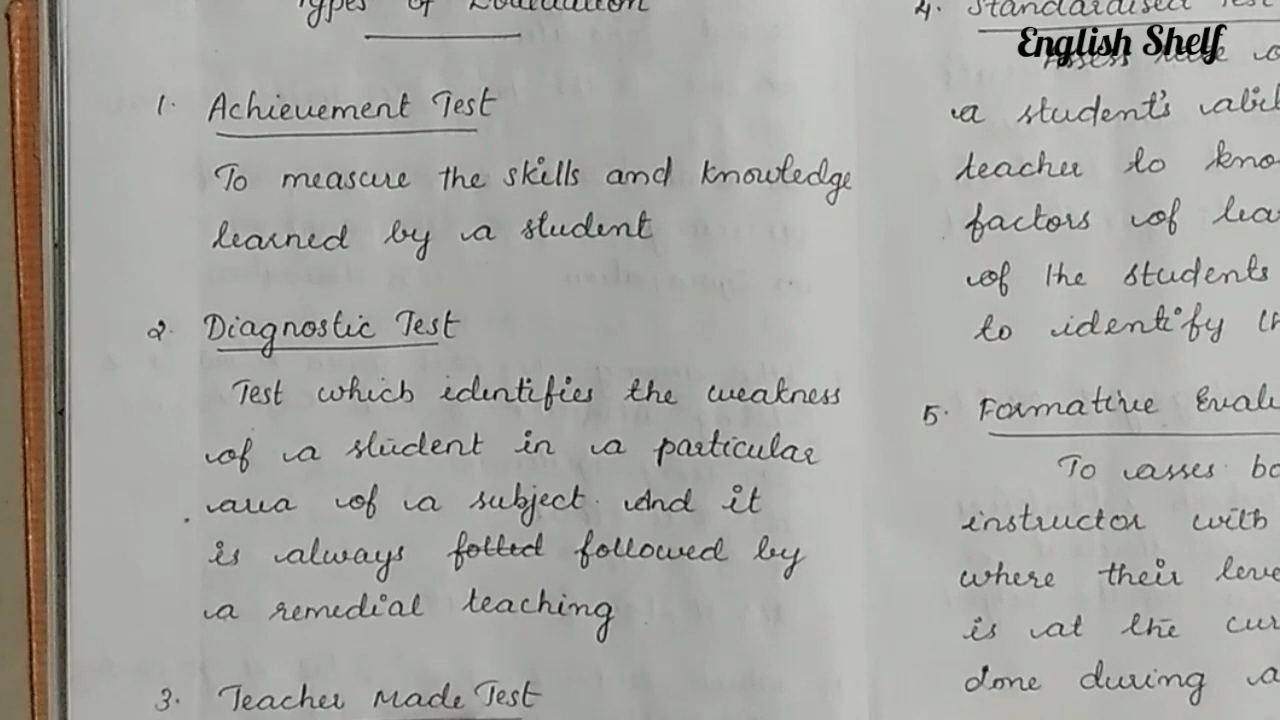 Types of Evaluation
1. Achievement Test
To measure the skills and knowledge
learned by a student
2. Diagnostic Test
Test which identifies the weakness
of a student in a particular
area of a subject. And it
is always followed by
a remedial teaching
3. Teacher Made Test
4. Standardised Test
English Shelf
Assess
a student's
teacher to
factors of
of the students
to identify
5. Formative
To asses
instructor with
where their
is at the
done during a